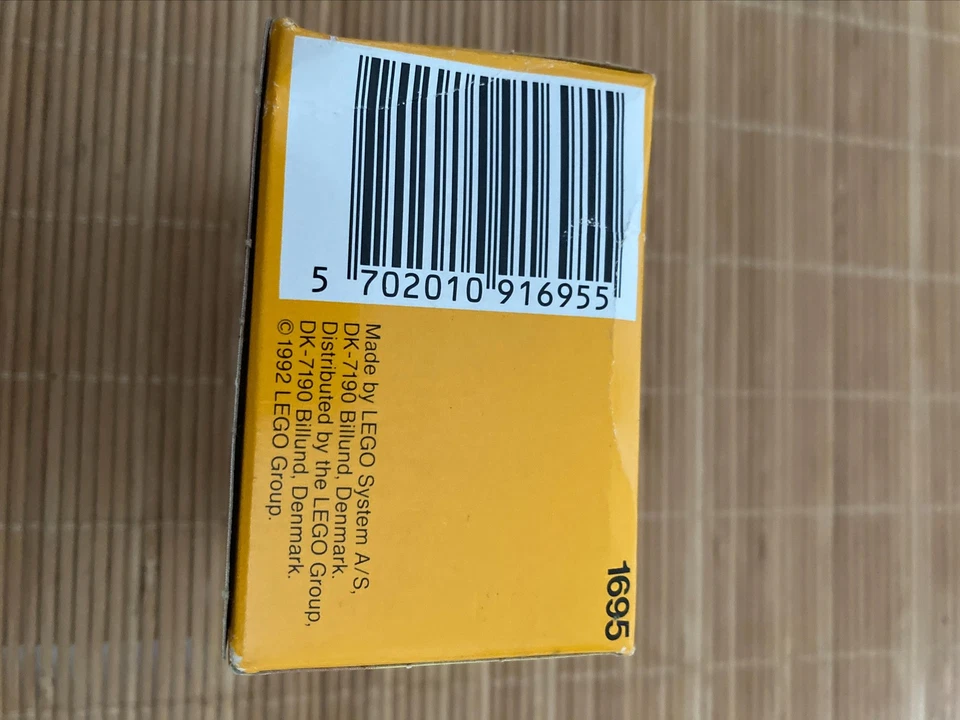 5 702010 916955
Made by LEGO System A/S,
DK-7190 Billund, Denmark.
Distributed by the LEGO Group,
DK-7190 Billund, Denmark.
©1992 LEGO Group.
1695